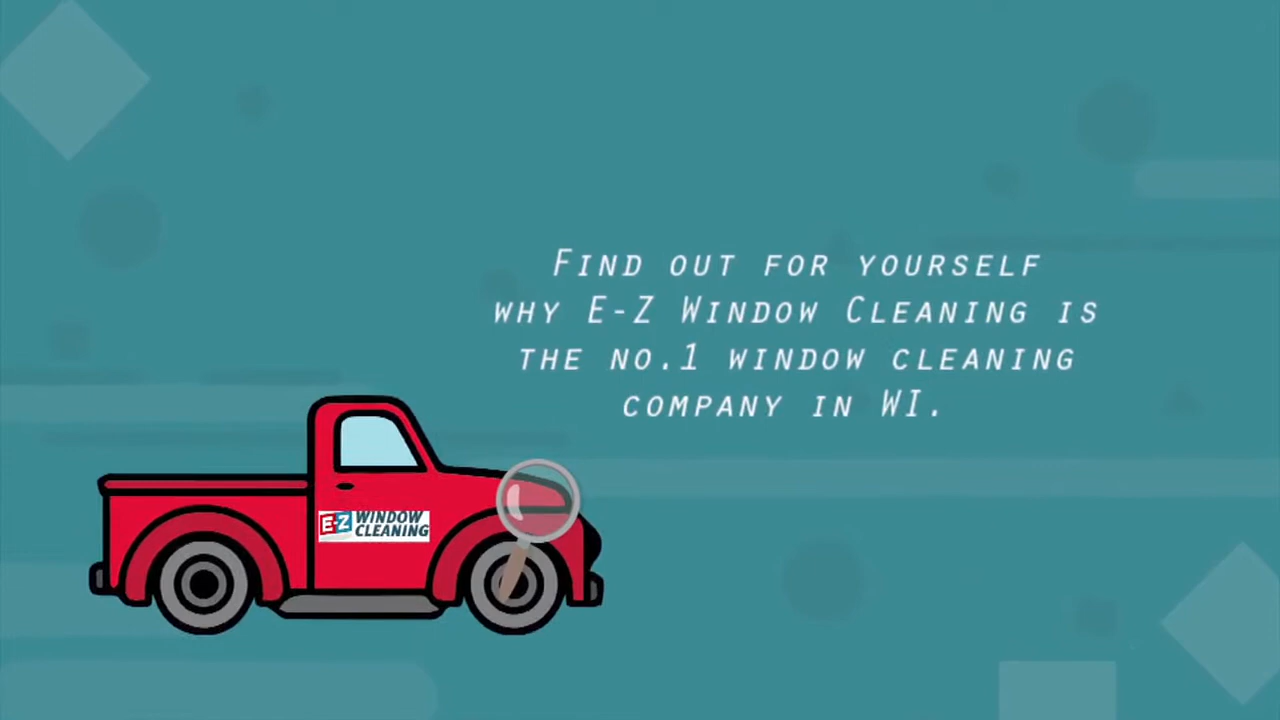 Find out for yourself
why E-Z Window Cleaning is
the no.1 window cleaning
company in WI.
E-Z WINDOW
CLEANING